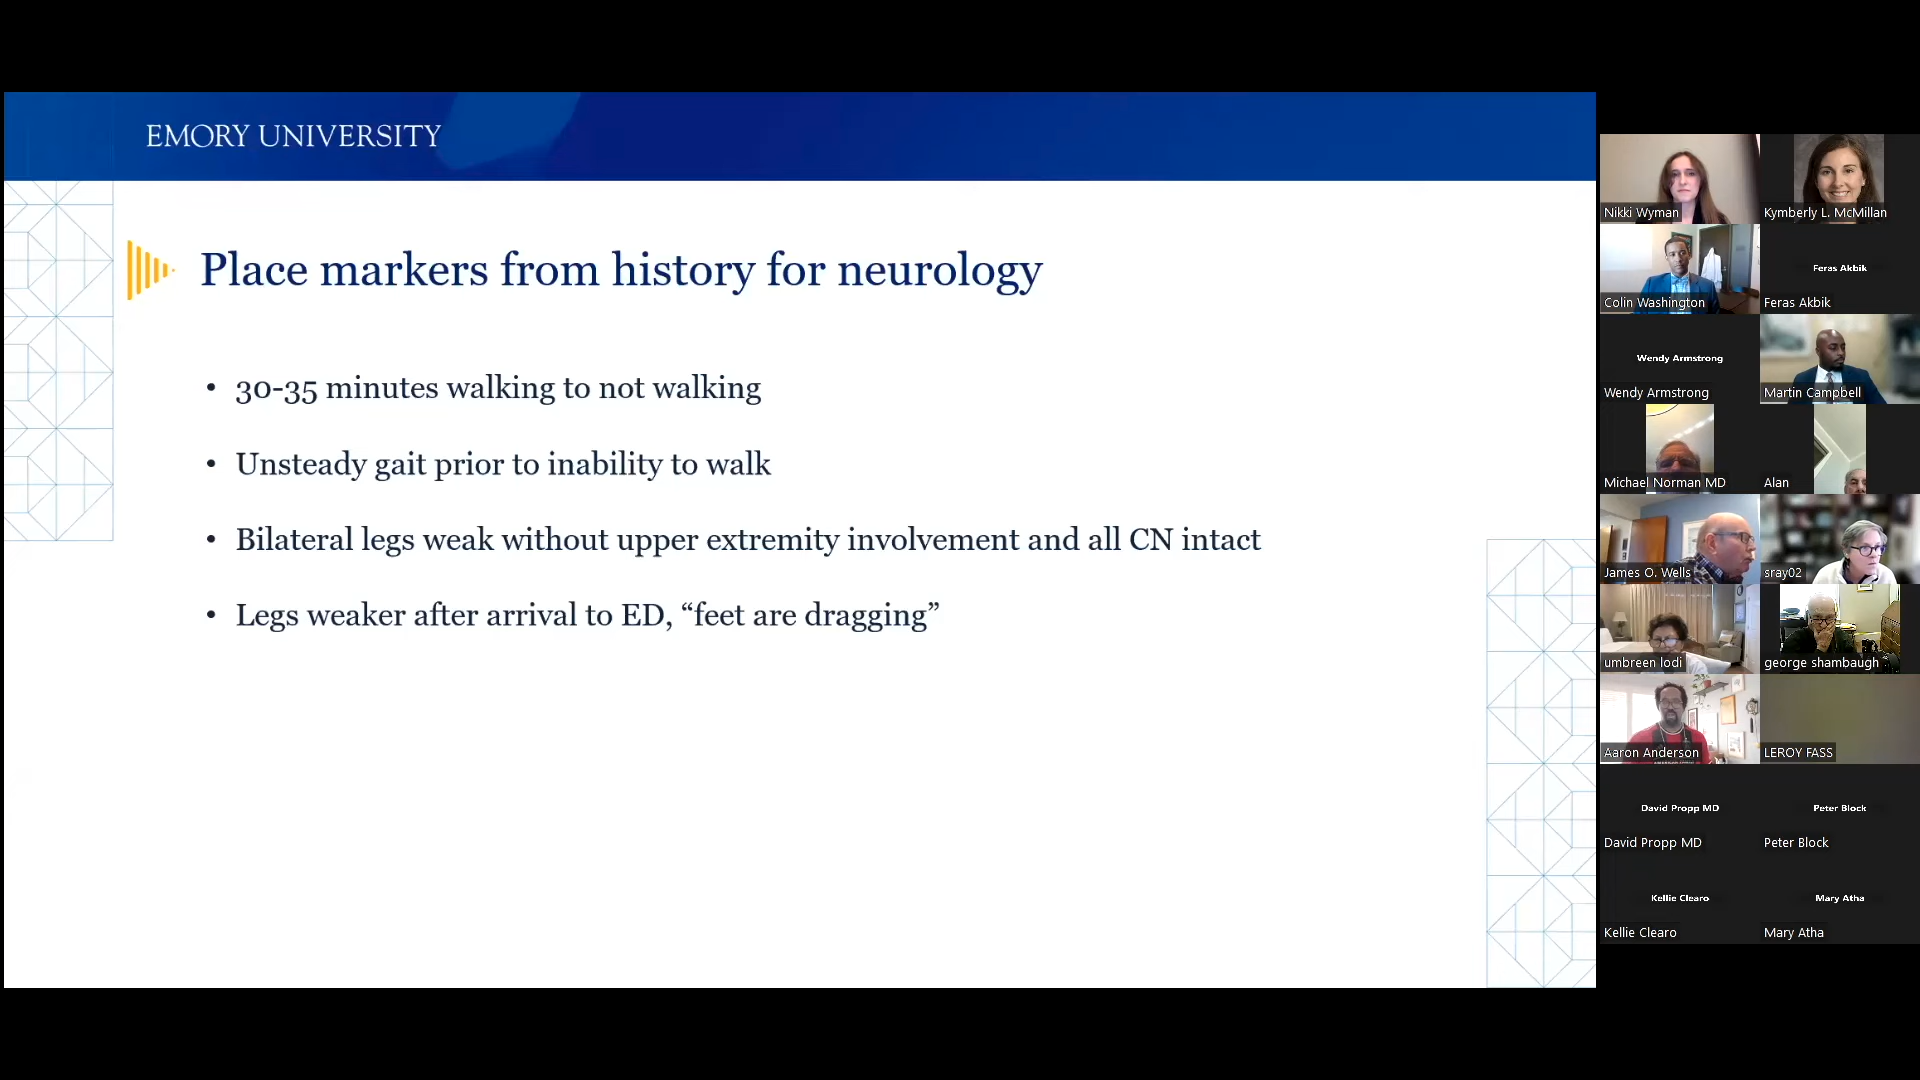 EMORY UNIVERSITY
Place markers from history for neurology
• 30-35 minutes walking to not walking
• Unsteady gait prior to inability to walk
• Bilateral legs weak without upper extremity involvement and all CN intact
• Legs weaker after arrival to ED, “feet are dragging”
Nikki Wyman
Kymberly L. McMillan
Colin Washington
Feras Akbik
Feras Akbik
Wendy Armstrong
Wendy Armstrong
Martin Campbell
Michael Norman MD
Alan
James O. Wells
sray02
umbreen lodi
george shambaugh
Aaron Anderson
LEROY FASS
David Propp MD
David Propp MD
Peter Block
Peter Block
Kellie Clearo
Kellie Clearo
Mary Atha
Mary Atha